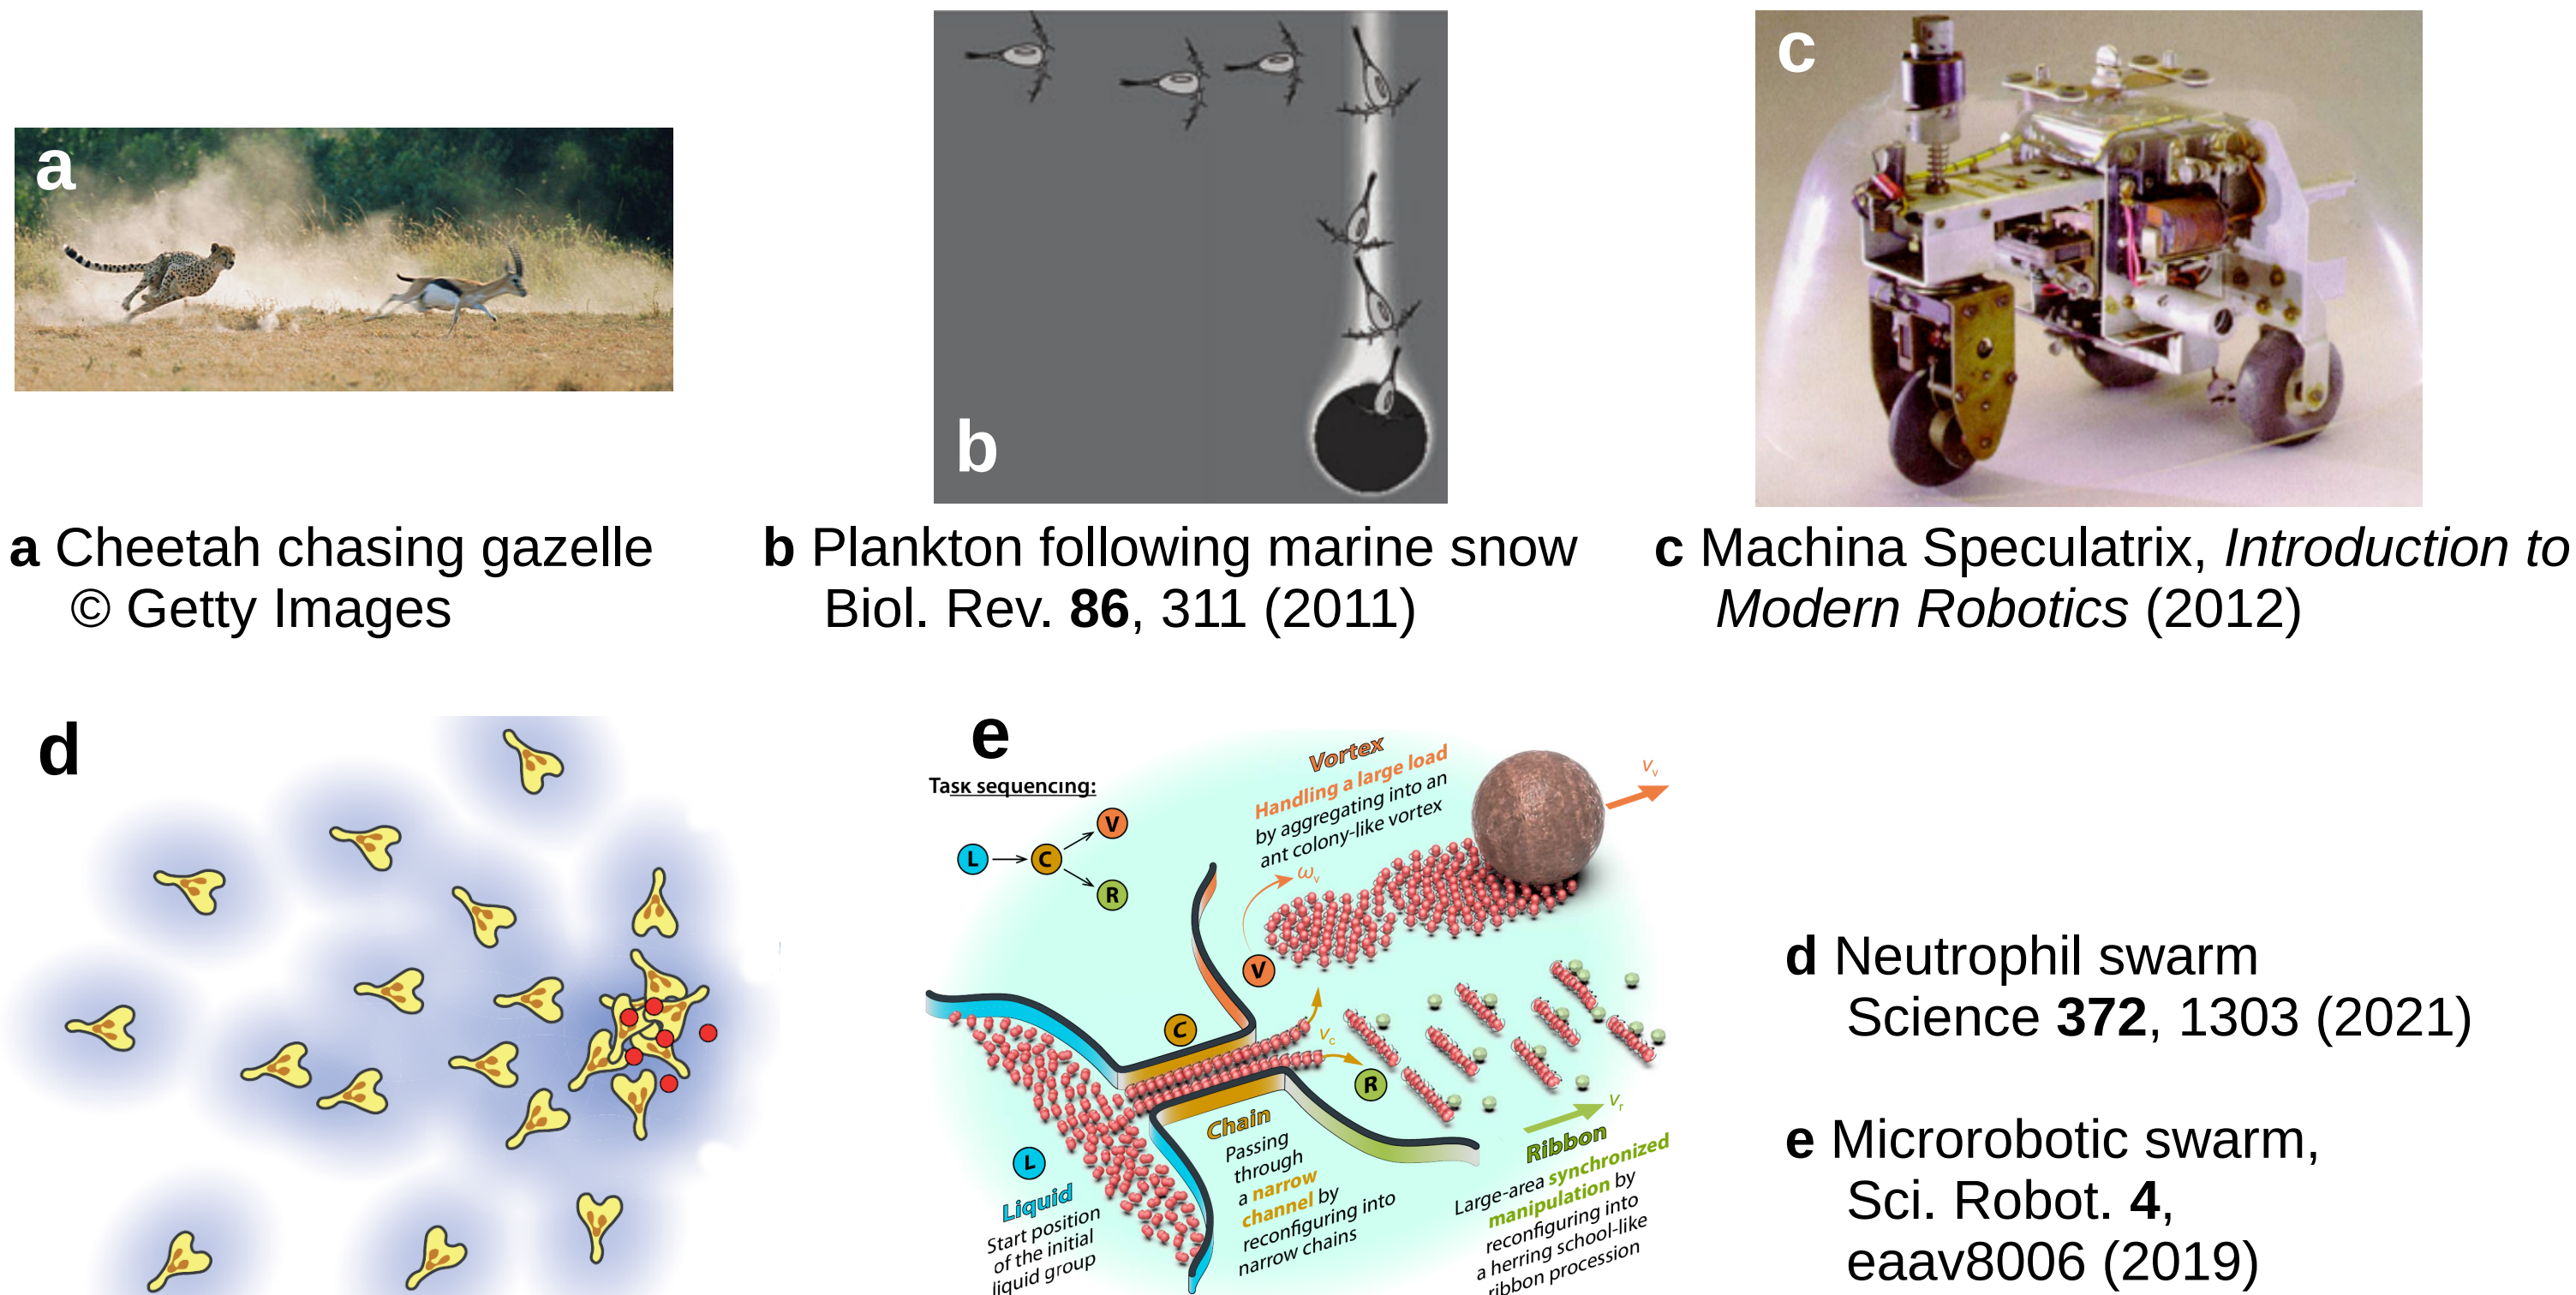 a
b
c
a Cheetah chasing gazelle
© Getty Images
b Plankton following marine snow
Biol. Rev. 86, 311 (2011)
c Machina Speculatrix, Introduction to
Modern Robotics (2012)
d
e
Task sequencing:
L
C
V
R
Vortex
Handling a large load
by aggregating into an
ant colony-like vortex
Vv
ωv
V
C
Vc
R
Vr
L
Liquid
Start position
of the initial
liquid group
Chain
Passing
through
a narrow
channel by
reconfiguring into
narrow chains
Ribbon
Large-area synchronized
manipulation by
reconfiguring into
a herring school-like
ribbon procession
d Neutrophil swarm
Science 372, 1303 (2021)
e Microrobotic swarm,
Sci. Robot. 4,
eaav8006 (2019)